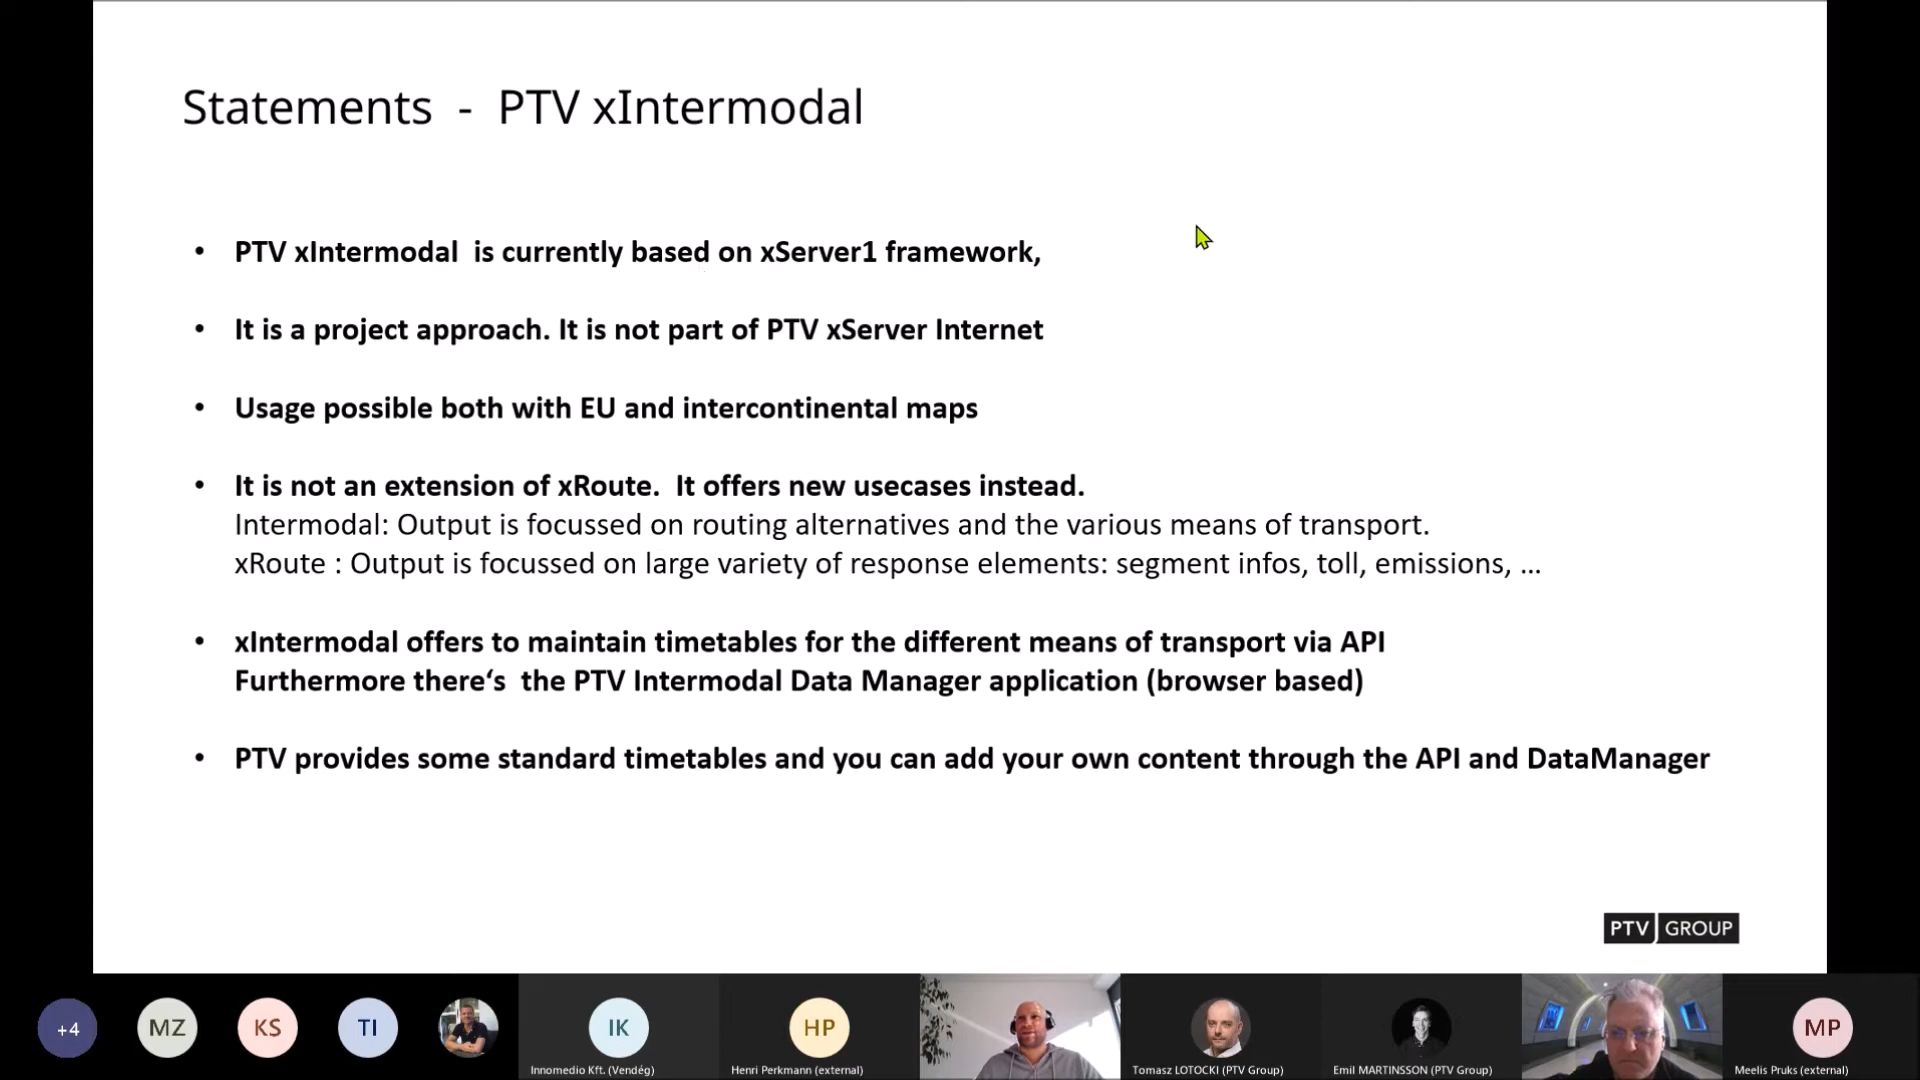 Statements - PTV xIntermodal
• PTV xIntermodal is currently based on xServer1 framework,
• It is a project approach. It is not part of PTV xServer Internet
• Usage possible both with EU and intercontinental maps
• It is not an extension of xRoute. It offers new usecases instead.
Intermodal: Output is focussed on routing alternatives and the various means of transport.
xRoute : Output is focussed on large variety of response elements: segment infos, toll, emissions, ...
• xIntermodal offers to maintain timetables for the different means of transport via API
Furthermore there‘s the PTV Intermodal Data Manager application (browser based)
• PTV provides some standard timetables and you can add your own content through the API and DataManager
PTV GROUP
+4
MZ
KS
TI
IK
Innomedio Kft. (Vendég)
HP
Henri Perkmann (external)
Tomasz LOTOCKI (PTV Group)
Emil MARTINSSON (PTV Group)
MP
Meelis Pruks (external)